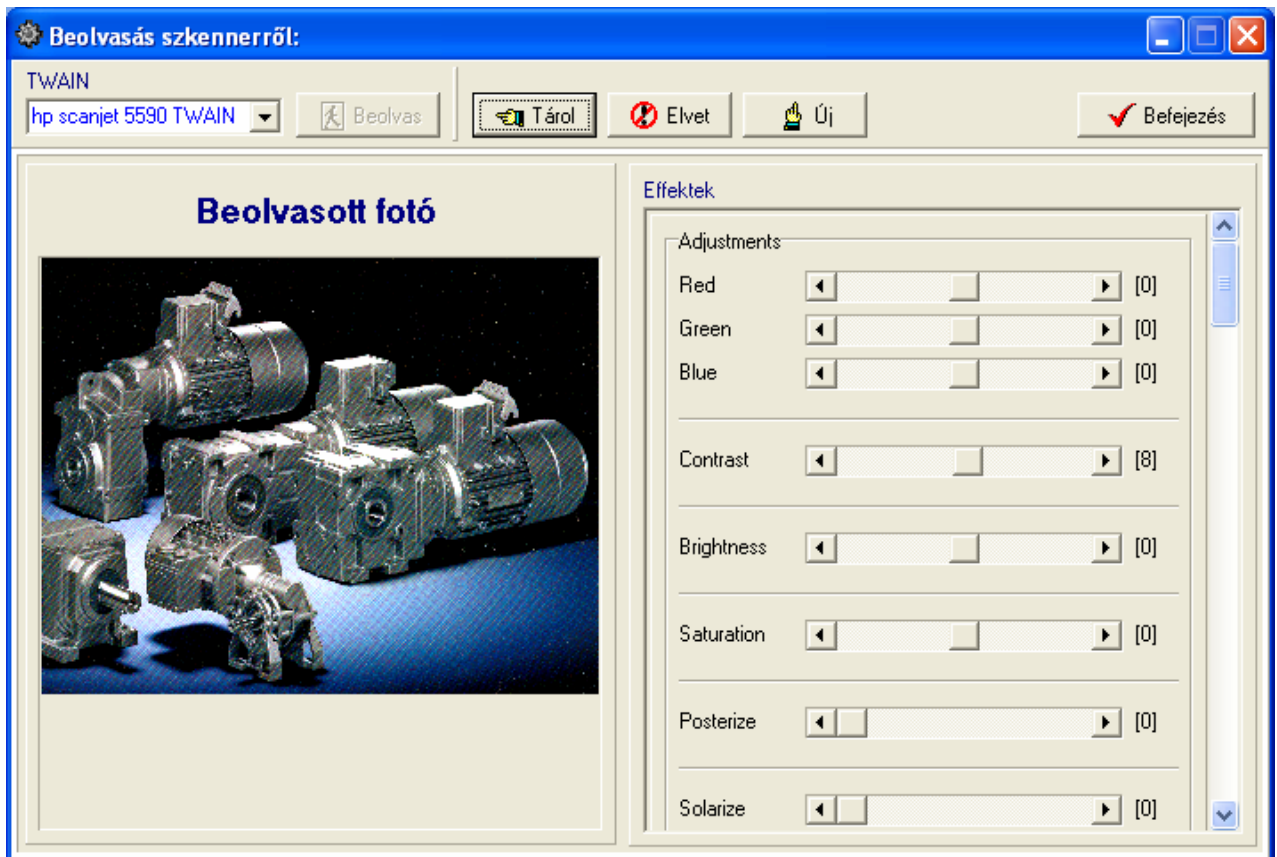 Beolvasás szkennerről:
TWAIN
hp scanjet 5590 TWAIN
Beolvas
Tárol
Elvet
Új
Befejezés
Beolvasott fotó
Effektek
Adjustments
Red [0]
Green [0]
Blue [0]
Contrast [8]
Brightness [0]
Saturation [0]
Posterize [0]
Solarize [0]